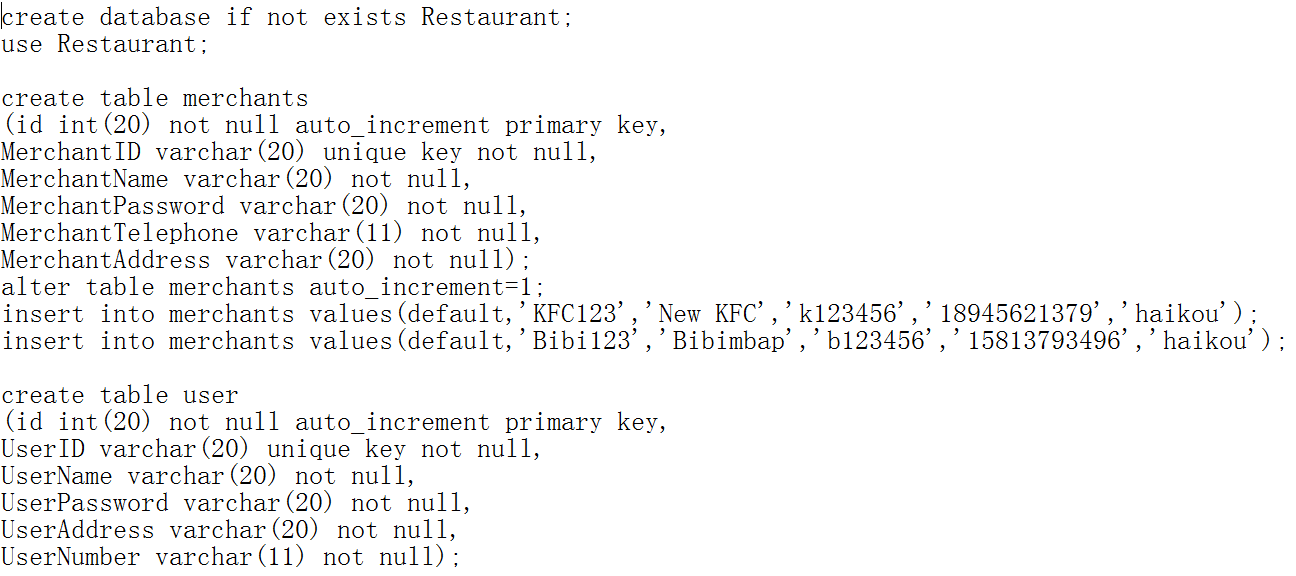 create database if not exists Restaurant;
use Restaurant;
create table merchants
(id int(20) not null auto_increment primary key,
MerchantID varchar(20) unique key not null,
MerchantName varchar(20) not null,
MerchantPassword varchar(20) not null,
MerchantTelephone varchar(11) not null,
MerchantAddress varchar(20) not null);
alter table merchants auto_increment=1;
insert into merchants values(default,'KFC123','New KFC','k123456','18945621379','haikou');
insert into merchants values(default,'Bibi123','Bibimbap','b123456','15813793496','haikou');
create table user
(id int(20) not null auto_increment primary key,
UserID varchar(20) unique key not null,
UserName varchar(20) not null,
UserPassword varchar(20) not null,
UserAddress varchar(20) not null,
UserNumber varchar(11) not null);